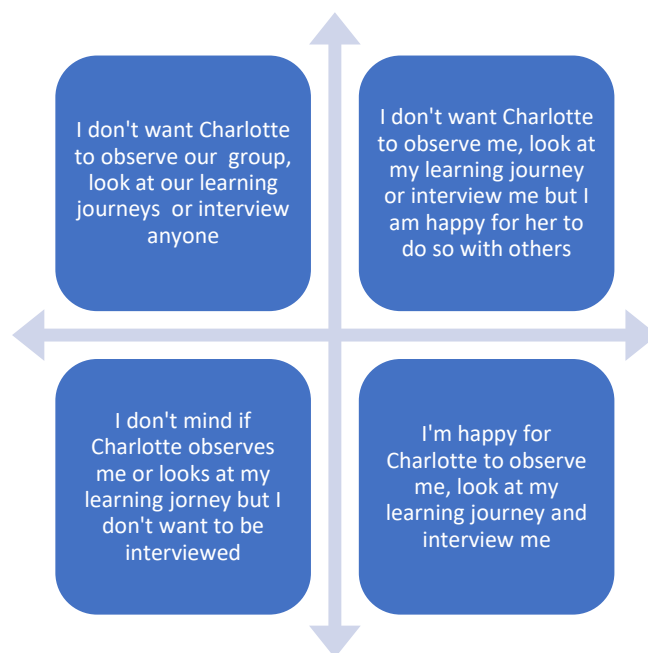 I don't want Charlotte
to observe our  group,
look at our learning
journeys  or interview
anyone
I don't want Charlotte
to observe me, look at
my learning journey
or interview me but I
am happy for her to
do so with others
I don't mind if
Charlotte observes
me or looks at my
learning jorney but I
don't want to be
interviewed
I'm happy for
Charlotte to observe
me, look at my
learning journey and
interview me